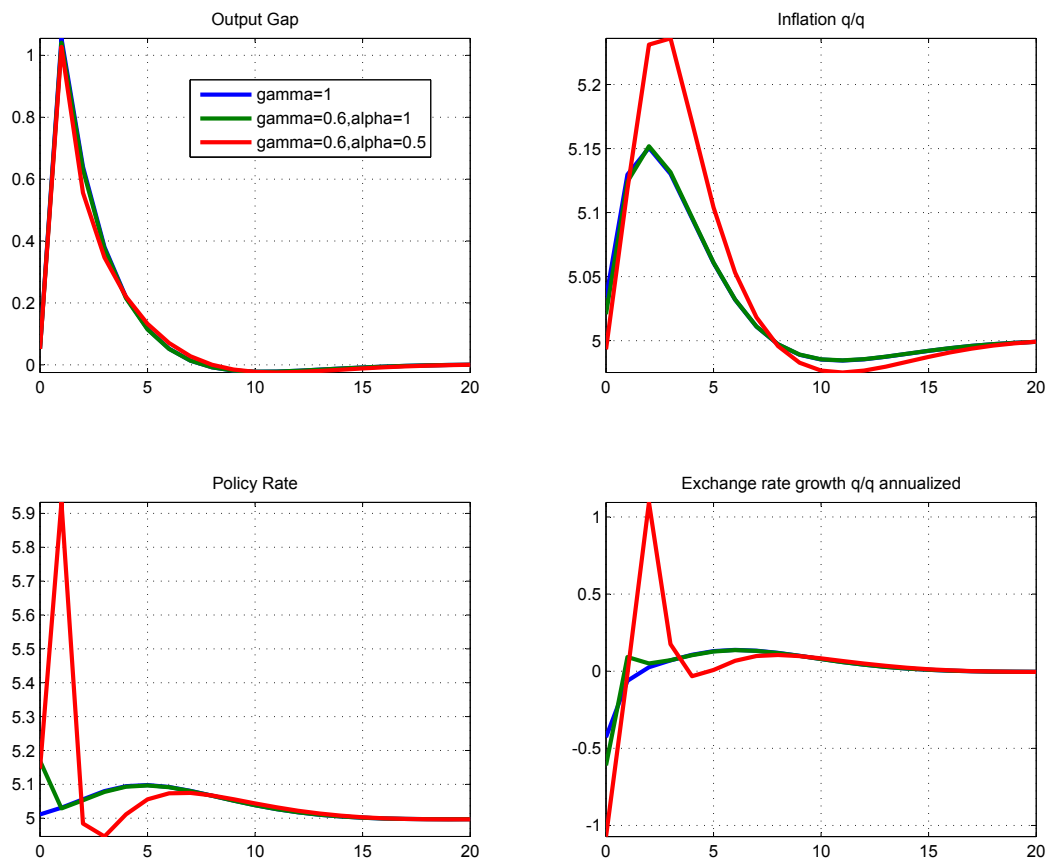 Output Gap
1
0.8
0.6
0.4
0.2
0
0 5 10 15 20
gamma=1
gamma=0.6,alpha=1
gamma=0.6,alpha=0.5
Inflation q/q
5.2
5.15
5.1
5.05
5
0 5 10 15 20
Policy Rate
5.9
5.8
5.7
5.6
5.5
5.4
5.3
5.2
5.1
5
0 5 10 15 20
Exchange rate growth q/q annualized
1
0.5
0
-0.5
-1
0 5 10 15 20